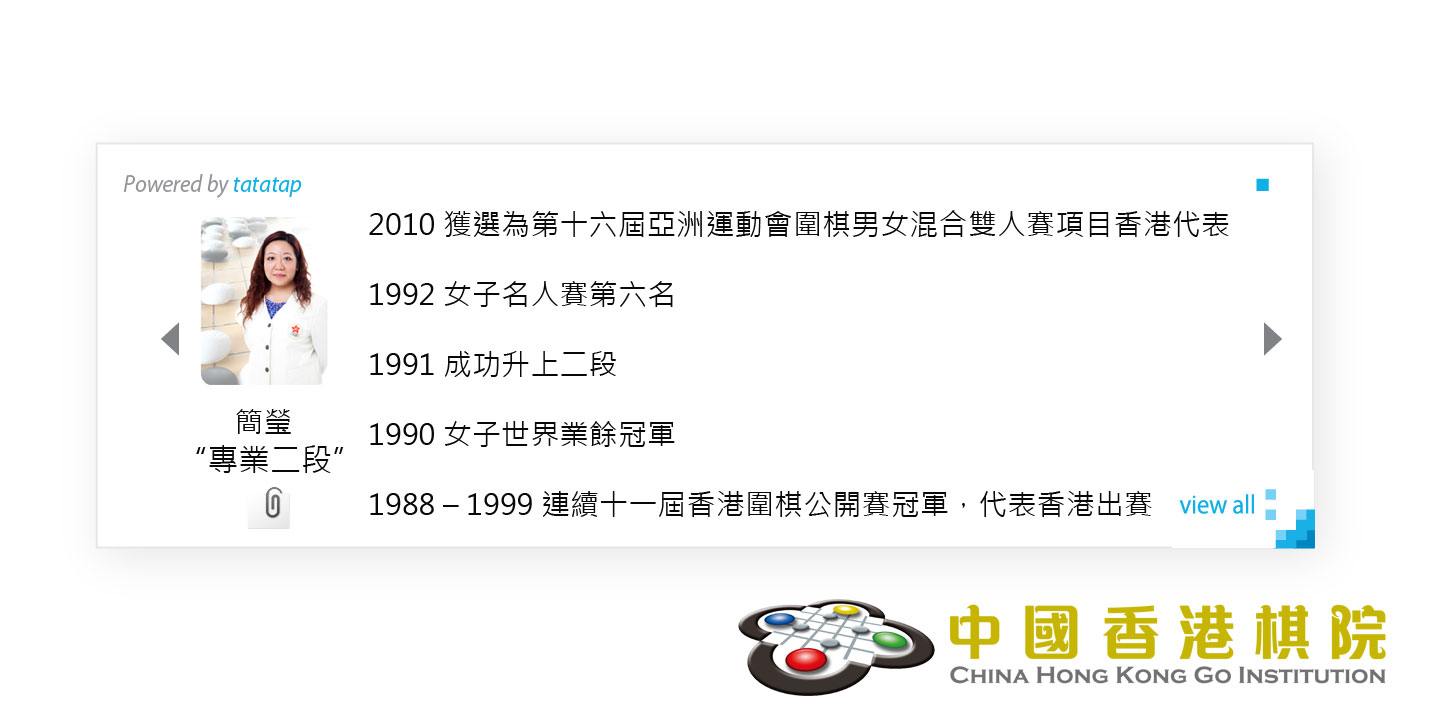 Powered by tatatap
2010 獲選為第十六屆亞洲運動會圍棋男女混合雙人賽項目香港代表
1992 女子名人賽第六名
1991 成功升上二段
1990 女子世界業餘冠軍
1988 – 1999 連續十一屆香港圍棋公開賽冠軍，代表香港出賽
簡瑩
“專業二段”
view all
中國香港棋院
CHINA HONG KONG GO INSTITUTION